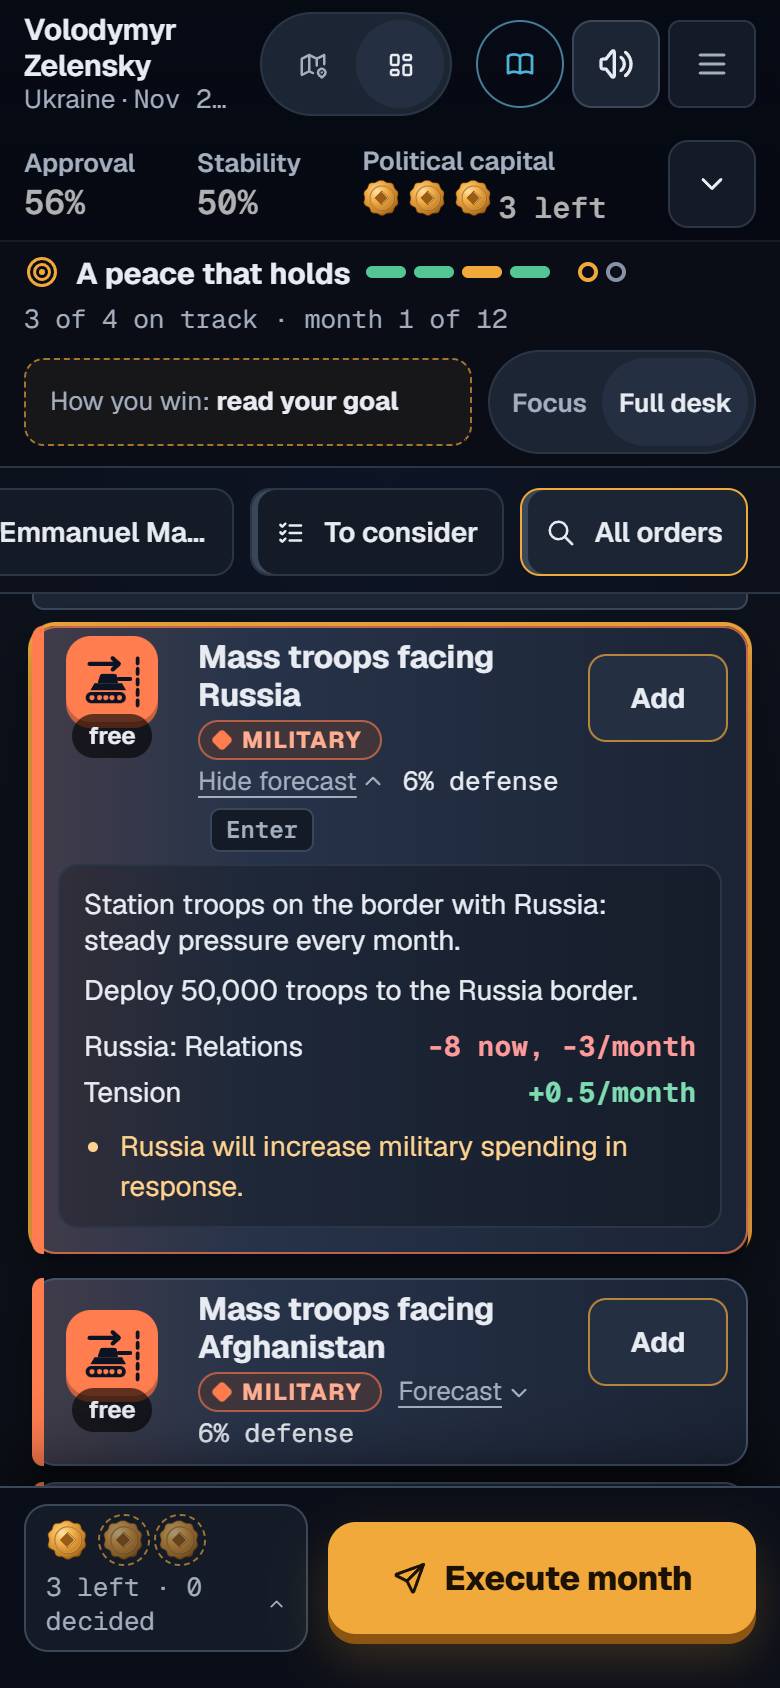 Volodymyr
Zelensky
Ukraine · Nov 2…
Approval
56%
Stability
50%
Political capital
3 left
A peace that holds
3 of 4 on track · month 1 of 12
How you win: read your goal
Focus
Full desk
Emmanuel Ma…
To consider
All orders
Mass troops facing
Russia
free
MILITARY
Add
Hide forecast
6% defense
Enter
Station troops on the border with Russia:
steady pressure every month.
Deploy 50,000 troops to the Russia border.
Russia: Relations -8 now, -3/month
Tension +0.5/month
• Russia will increase military spending in
response.
Mass troops facing
Afghanistan
free
MILITARY
Forecast
Add
6% defense
3 left · 0
decided
Execute month